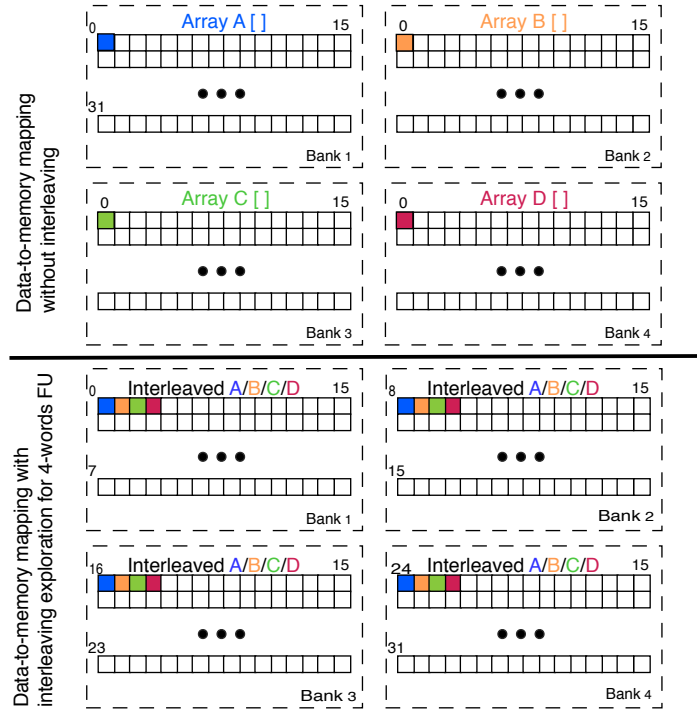 Data-to-memory mapping
without interleaving
0 Array A [ ] 15
31
Bank 1
0 Array B [ ] 15
Bank 2
0 Array C [ ] 15
Bank 3
0 Array D [ ] 15
Bank 4
Data-to-memory mapping with
interleaving exploration for 4-words FU
0 Interleaved A/B/C/D 15
7
Bank 1
8 Interleaved A/B/C/D 15
15
Bank 2
16 Interleaved A/B/C/D 15
23
Bank 3
24 Interleaved A/B/C/D 15
31
Bank 4